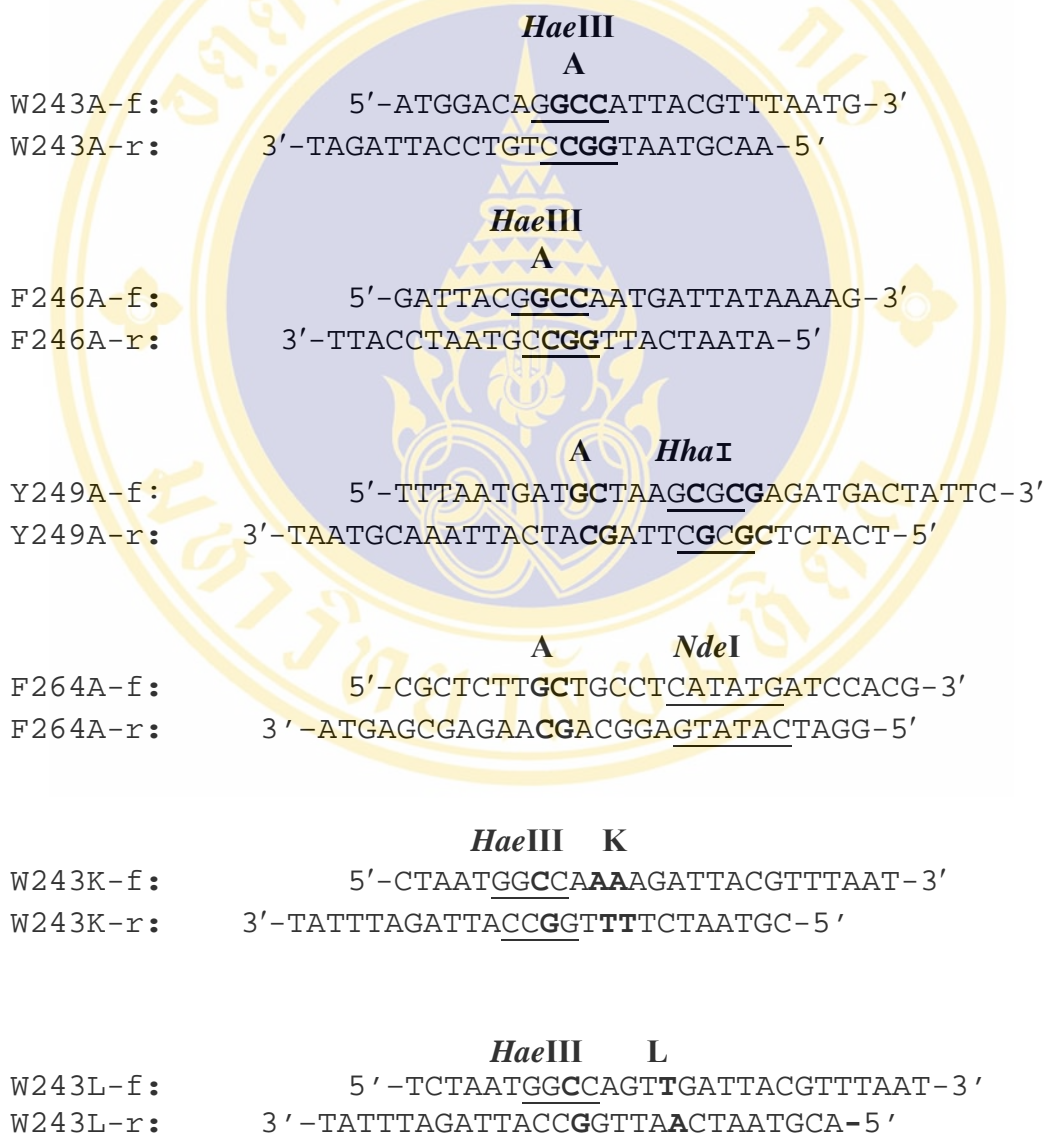 HaeIII
A
W243A-f: 5′-ATGGACAGGCCATTACGTTTAATG-3′
W243A-r: 3′-TAGATTACCTGTCCGGTAATGCAA-5′
HaeIII
A
F246A-f: 5′-GATTACGGCCAATGATTATAAAAG-3′
F246A-r: 3′-TTACCTAATGCCGGTTACTAATA-5′
A HhaI
Y249A-f: 5′-TTTAATGATGCTAAGCGCGAGATGACTATTC-3′
Y249A-r: 3′-TAATGCAAATTACTACGATTCGCGCTCTACT-5′
A NdeI
F264A-f: 5′-CGCTCTTGCTGCCTCATATGATCCACG-3′
F264A-r: 3′-ATGAGCGAGAACGACGGAGTATACTAGG-5′
HaeIII K
W243K-f: 5′-CTAATGGCCAAAAGATTACGTTTAAT-3′
W243K-r: 3′-TATTTAGATTACCGGTTTTCTAATGC-5′
HaeIII L
W243L-f: 5′-TCTAATGGCCAGTTGATTACGTTTAAT-3′
W243L-r: 3′-TATTTAGATTACCGGTTAACTAATGCA-5′